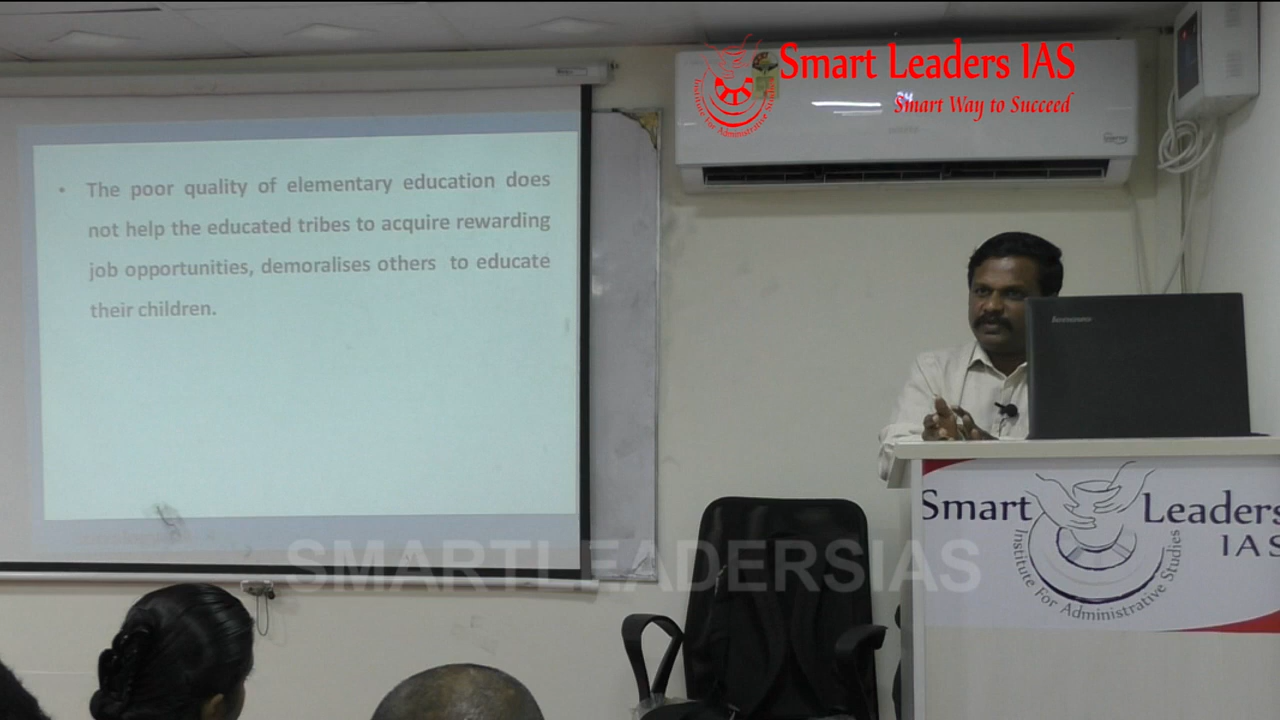 Smart Leaders IAS
Smart Way to Succeed
Institute For Administrative Studies
• The poor quality of elementary education does
not help the educated tribes to acquire rewarding
job opportunities, demoralises others to educate
their children.
lenovo
Smart Leaders
IAS
Institute For Administrative Studies
SMARTLEADERSIAS